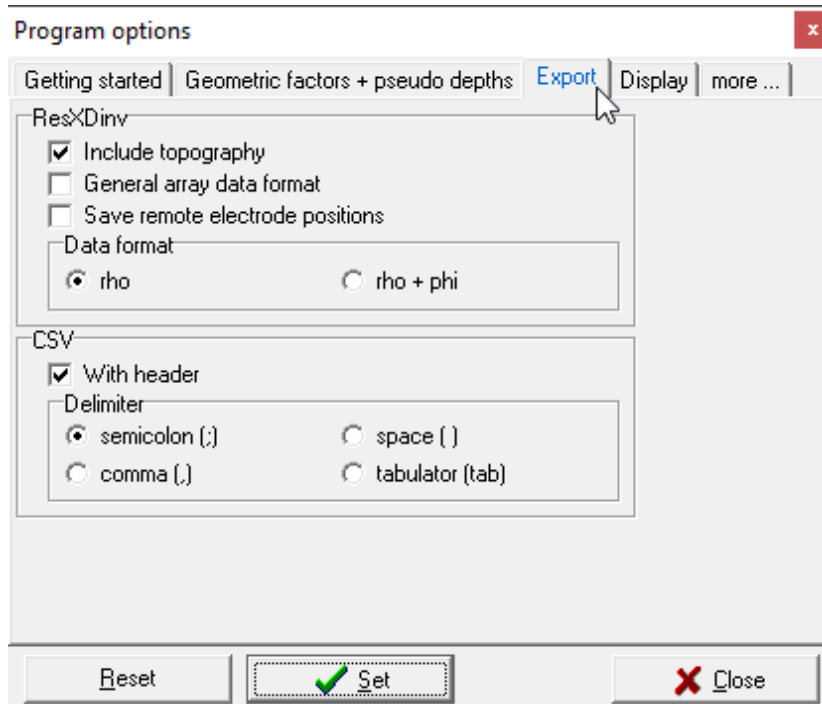 Program options
x
Getting started Geometric factors + pseudo depths Export Display more ...
ResXDinv
Include topography
General array data format
Save remote electrode positions
Data format
rho rho + phi
CSV
With header
Delimiter
semicolon (;) space ( )
comma (,) tabulator (tab)
Reset Set Close